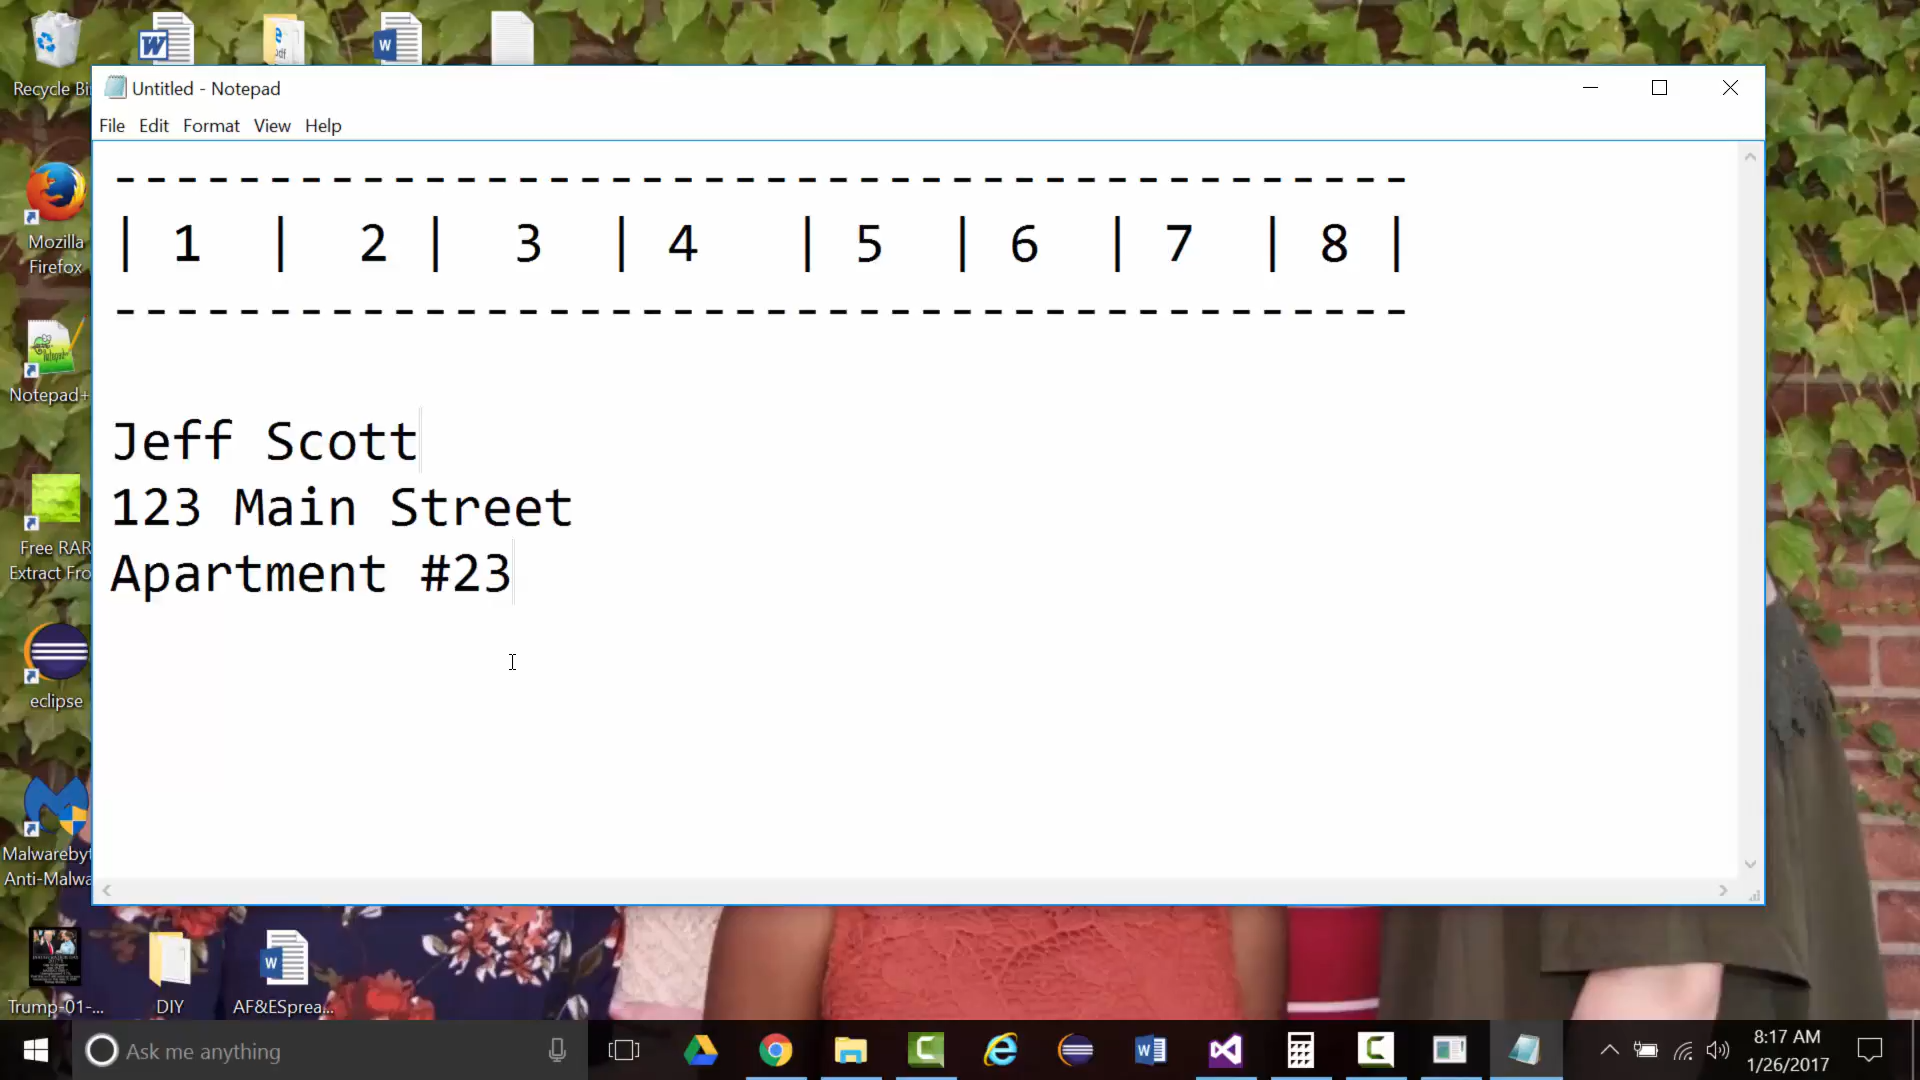 Recycle Bi
Untitled - Notepad
File Edit Format View Help
------------------------------------------
| 1 | 2 | 3 | 4 | 5 | 6 | 7 | 8 |
------------------------------------------
Jeff Scott
123 Main Street
Apartment #23
Mozilla
Firefox
Notepad+
Free RAR
Extract Fro
eclipse
Malwareby
Anti-Malwa
Trump-01-...
DIY
AF&ESprea...
Ask me anything
8:17 AM
1/26/2017